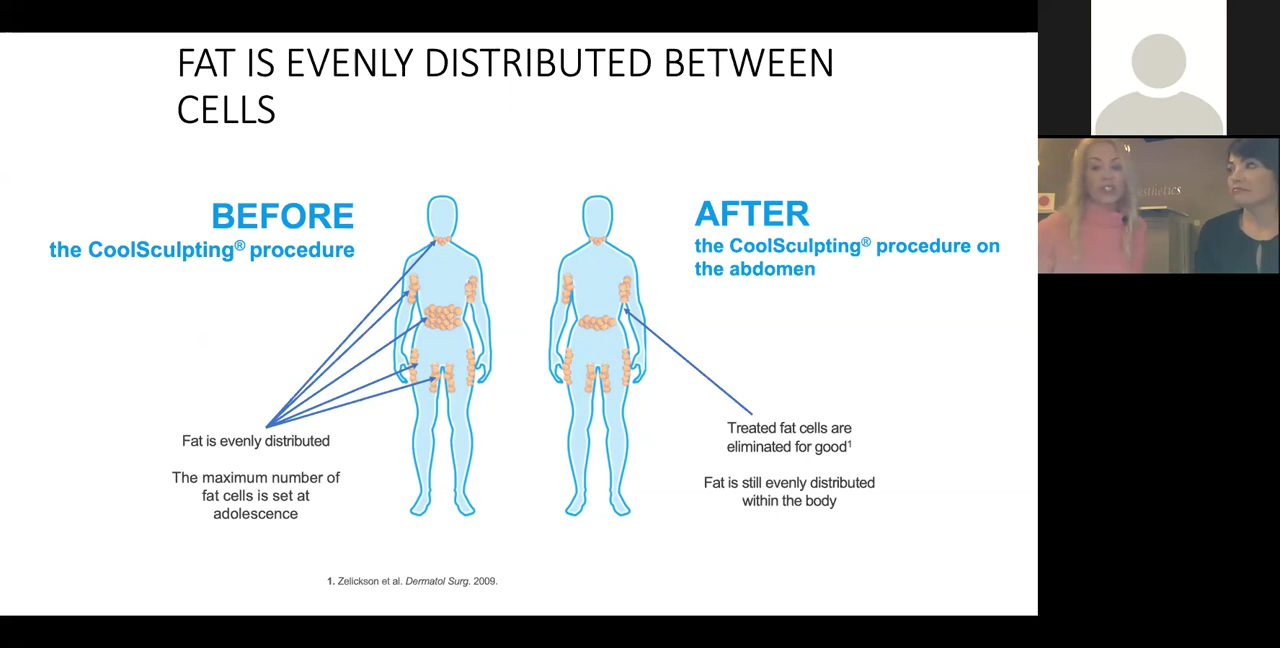 FAT IS EVENLY DISTRIBUTED BETWEEN
CELLS
BEFORE
the CoolSculpting® procedure
AFTER
the CoolSculpting® procedure on
the abdomen
Fat is evenly distributed
The maximum number of
fat cells is set at
adolescence
Treated fat cells are
eliminated for good¹
Fat is still evenly distributed
within the body
1. Zelickson et al. Dermatol Surg. 2009.